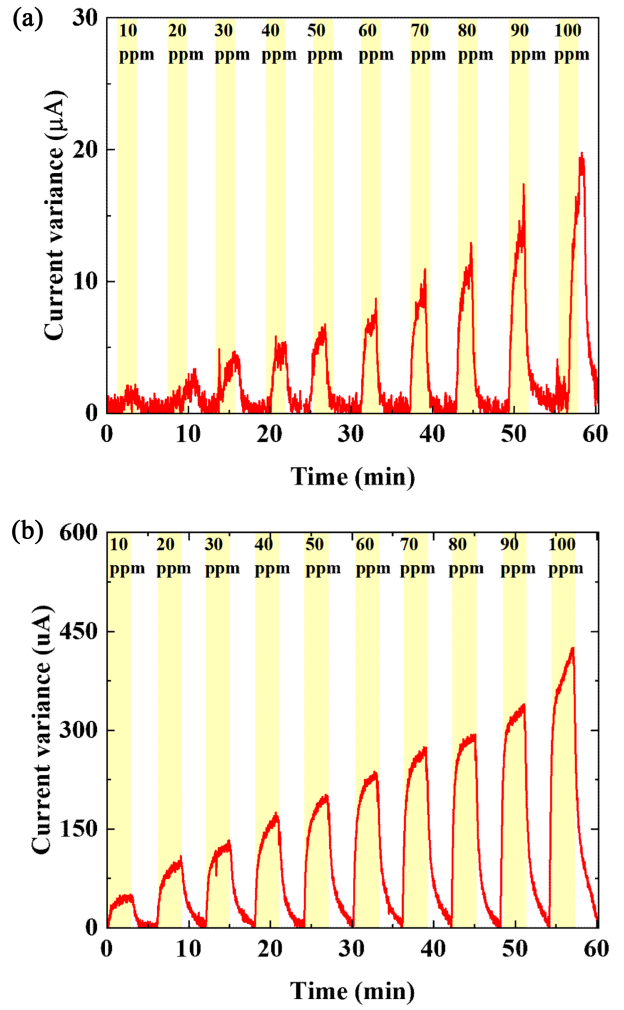 (a)
30
20
10
0
Current variance (μA)
10 20 30 40 50 60 70 80 90 100
ppm ppm ppm ppm ppm ppm ppm ppm ppm ppm
0 10 20 30 40 50 60
Time (min)
(b)
600
450
300
150
0
Current variance (uA)
10 20 30 40 50 60 70 80 90 100
ppm ppm ppm ppm ppm ppm ppm ppm ppm ppm
0 10 20 30 40 50 60
Time (min)